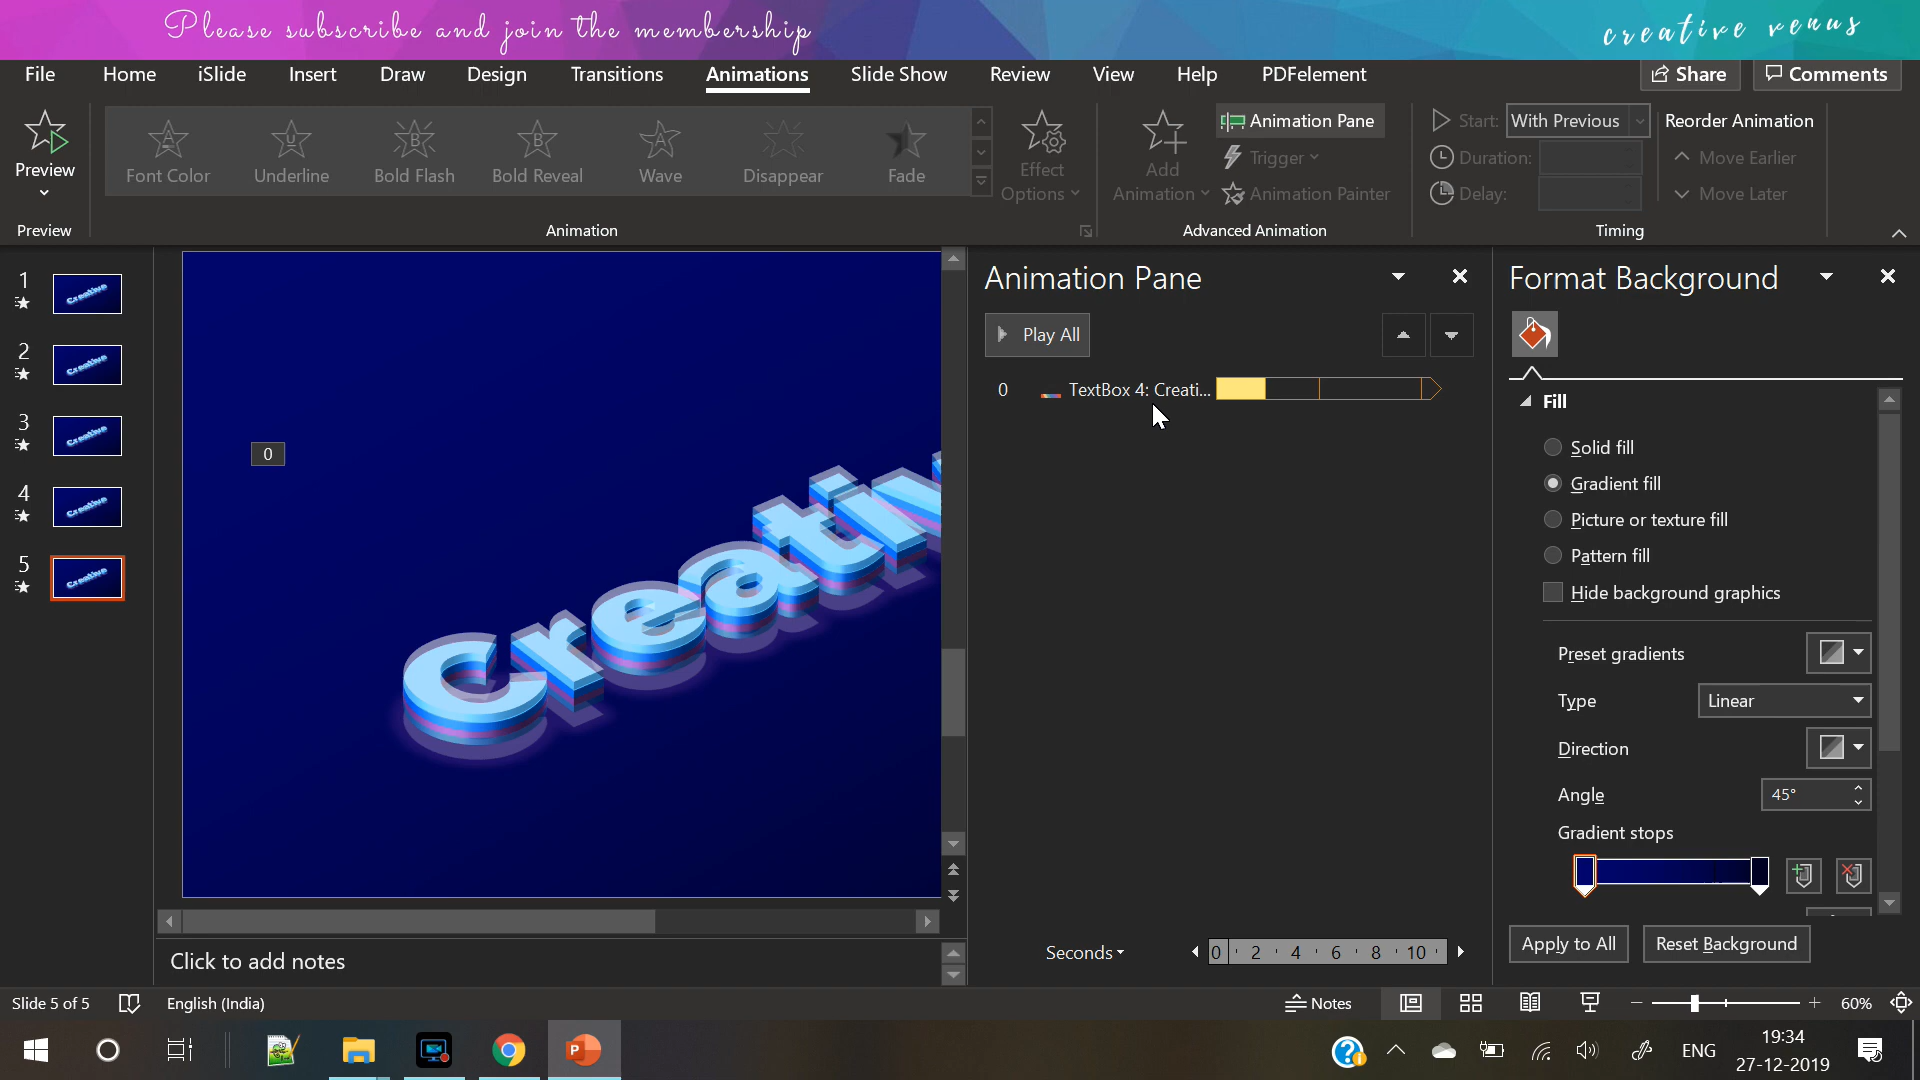 Please subscribe and join the membership
creative venus
File Home iSlide Insert Draw Design Transitions Animations Slide Show Review View Help PDFelement Share Comments
Preview
Preview
Font Color Underline Bold Flash Bold Reveal Wave Disappear Fade
Animation
Effect Options
Add Animation
Animation Pane
Trigger
Animation Painter
Advanced Animation
Start: With Previous
Duration:
Delay:
Timing
Reorder Animation
Move Earlier
Move Later
1
Creative
2
Creative
3
Creative
4
Creative
5
Creative
0
Creativ
Click to add notes
Animation Pane
Play All
0 TextBox 4: Creati...
Seconds 0 2 4 6 8 10
Format Background
Fill
Solid fill
Gradient fill
Picture or texture fill
Pattern fill
Hide background graphics
Preset gradients
Type Linear
Direction
Angle 45°
Gradient stops
Apply to All Reset Background
Slide 5 of 5 English (India) Notes 60%
ENG 19:34
27-12-2019